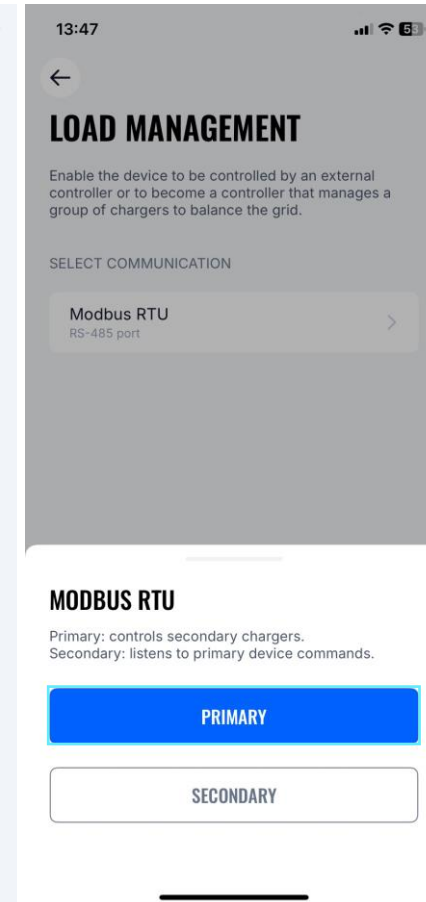 13:47
LOAD MANAGEMENT
Enable the device to be controlled by an external
controller or to become a controller that manages a
group of chargers to balance the grid.
SELECT COMMUNICATION
Modbus RTU
RS-485 port
MODBUS RTU
Primary: controls secondary chargers.
Secondary: listens to primary device commands.
PRIMARY
SECONDARY